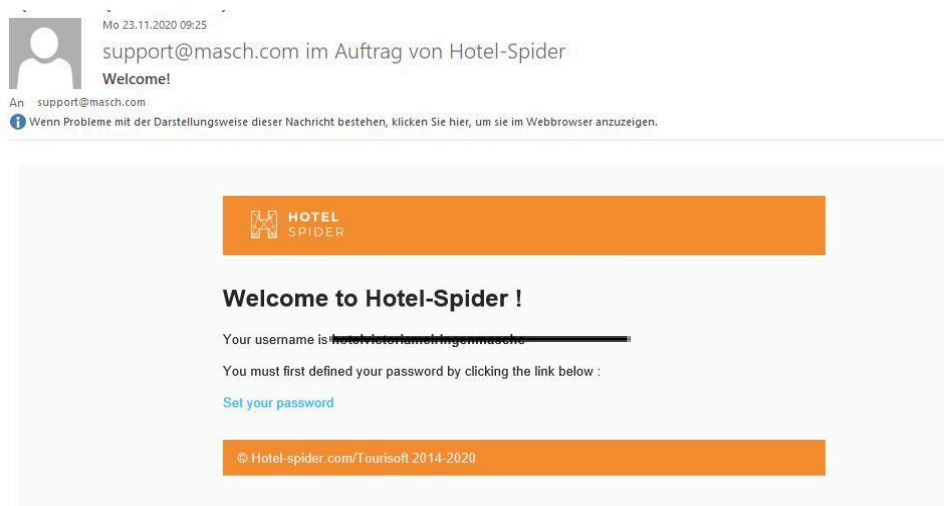 Mo 23.11.2020 09:25
support@masch.com im Auftrag von Hotel-Spider
Welcome!
An support@masch.com
Wenn Probleme mit der Darstellungsweise dieser Nachricht bestehen, klicken Sie hier, um sie im Webbrowser anzuzeigen.
HOTEL
SPIDER
Welcome to Hotel-Spider !
Your username is
You must first defined your password by clicking the link below :
Set your password
© Hotel-spider.com/Tourisoft 2014-2020